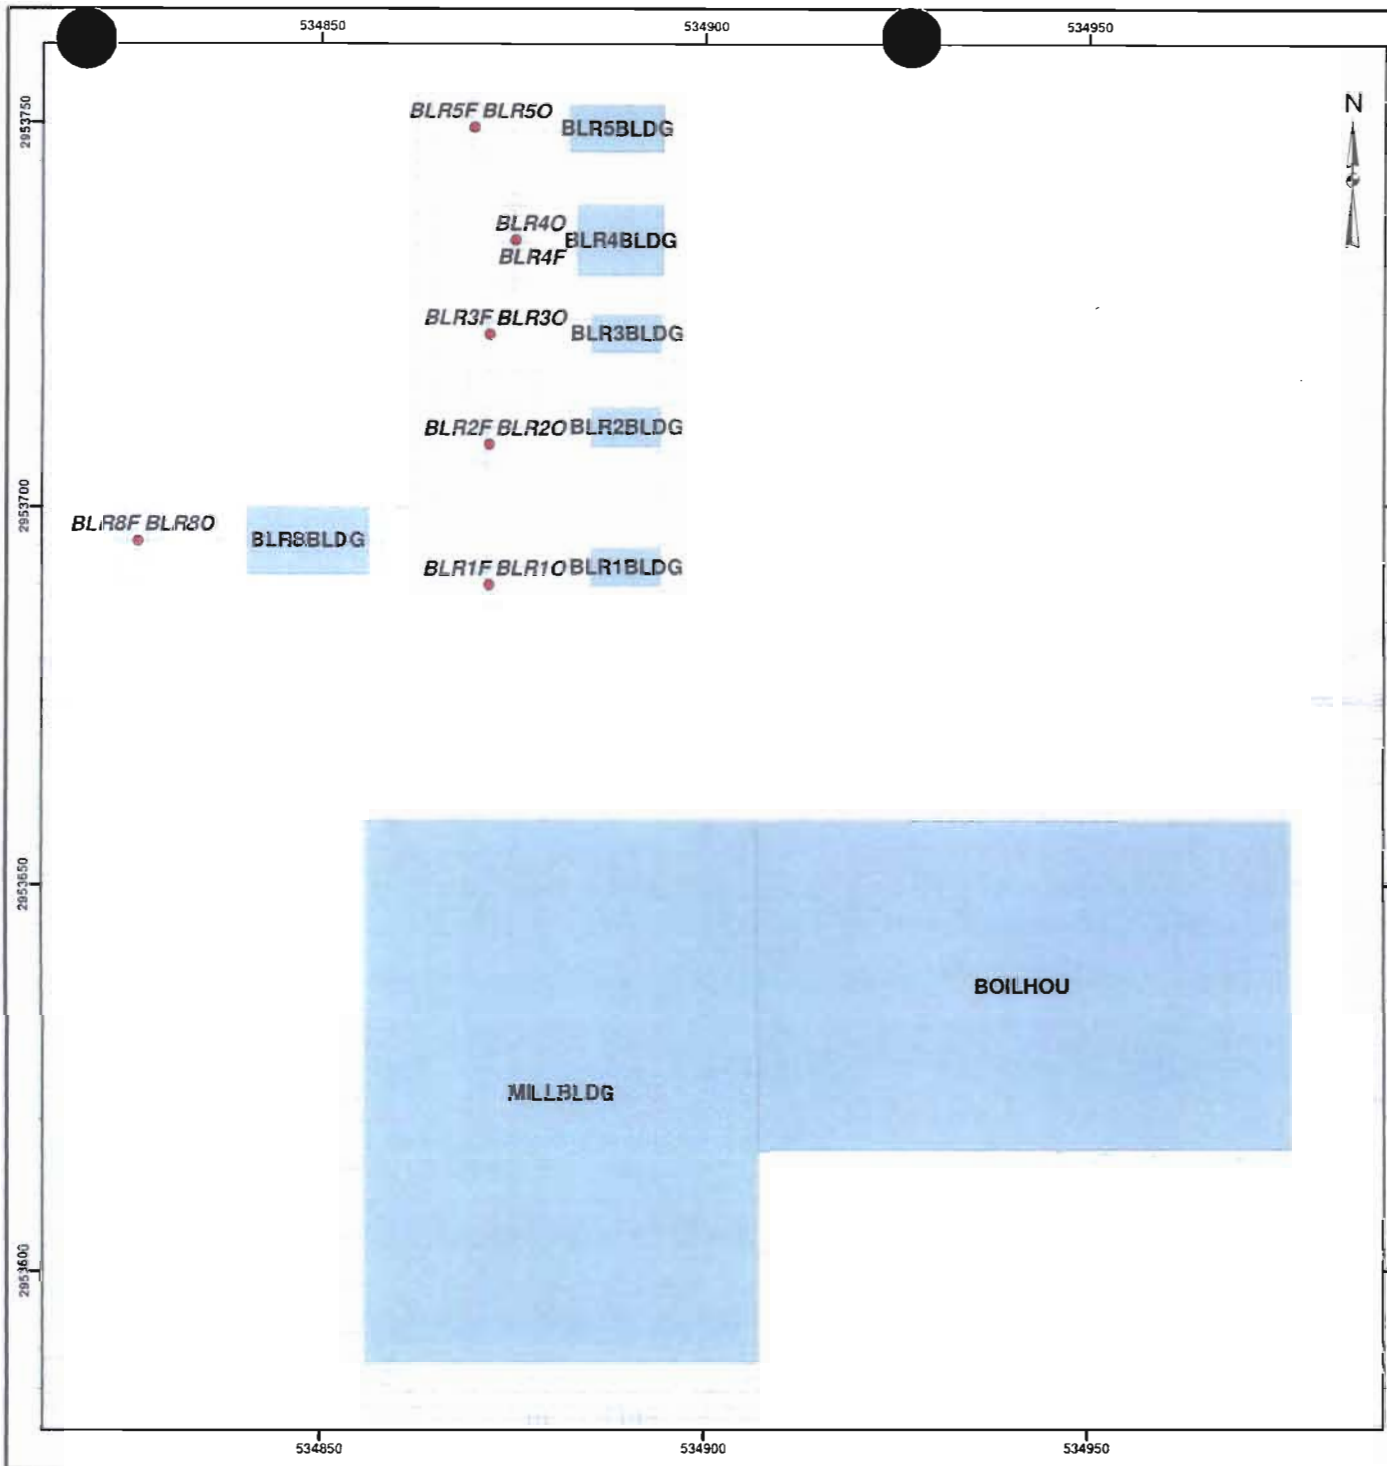 534850 534900 534950
N
2953750
BLR5F BLR5O BLR5BLDG
BLR4O
BLR4F
BLR4BLDG
BLR3F BLR3O BLR3BLDG
BLR2F BLR2O BLR2BLDG
2953700
BLR8F BLR8O BLR8BLDG
BLR1F BLR1O BLR1BLDG
2953650
BOILHOU
MILLBLDG
2953600
534850 534900 534950